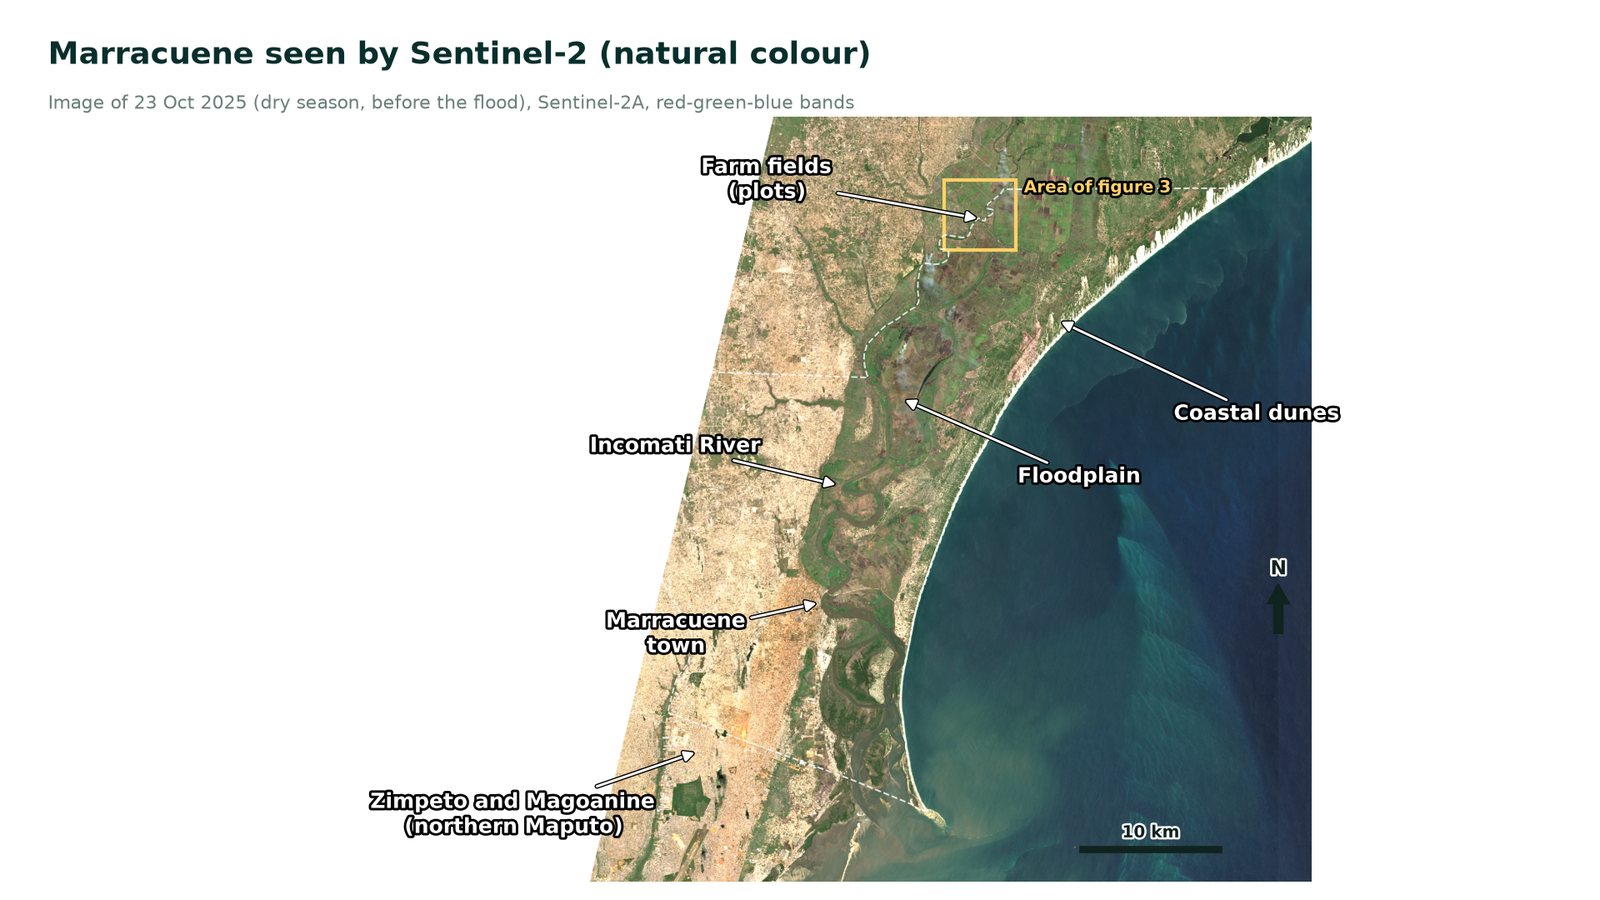 Marracuene seen by Sentinel-2 (natural colour)
Image of 23 Oct 2025 (dry season, before the flood), Sentinel-2A, red-green-blue bands
Farm fields
(plots)
Area of figure 3
Coastal dunes
Incomati River
Floodplain
N
Marracuene
town
Zimpeto and Magoanine
(northern Maputo)
10 km